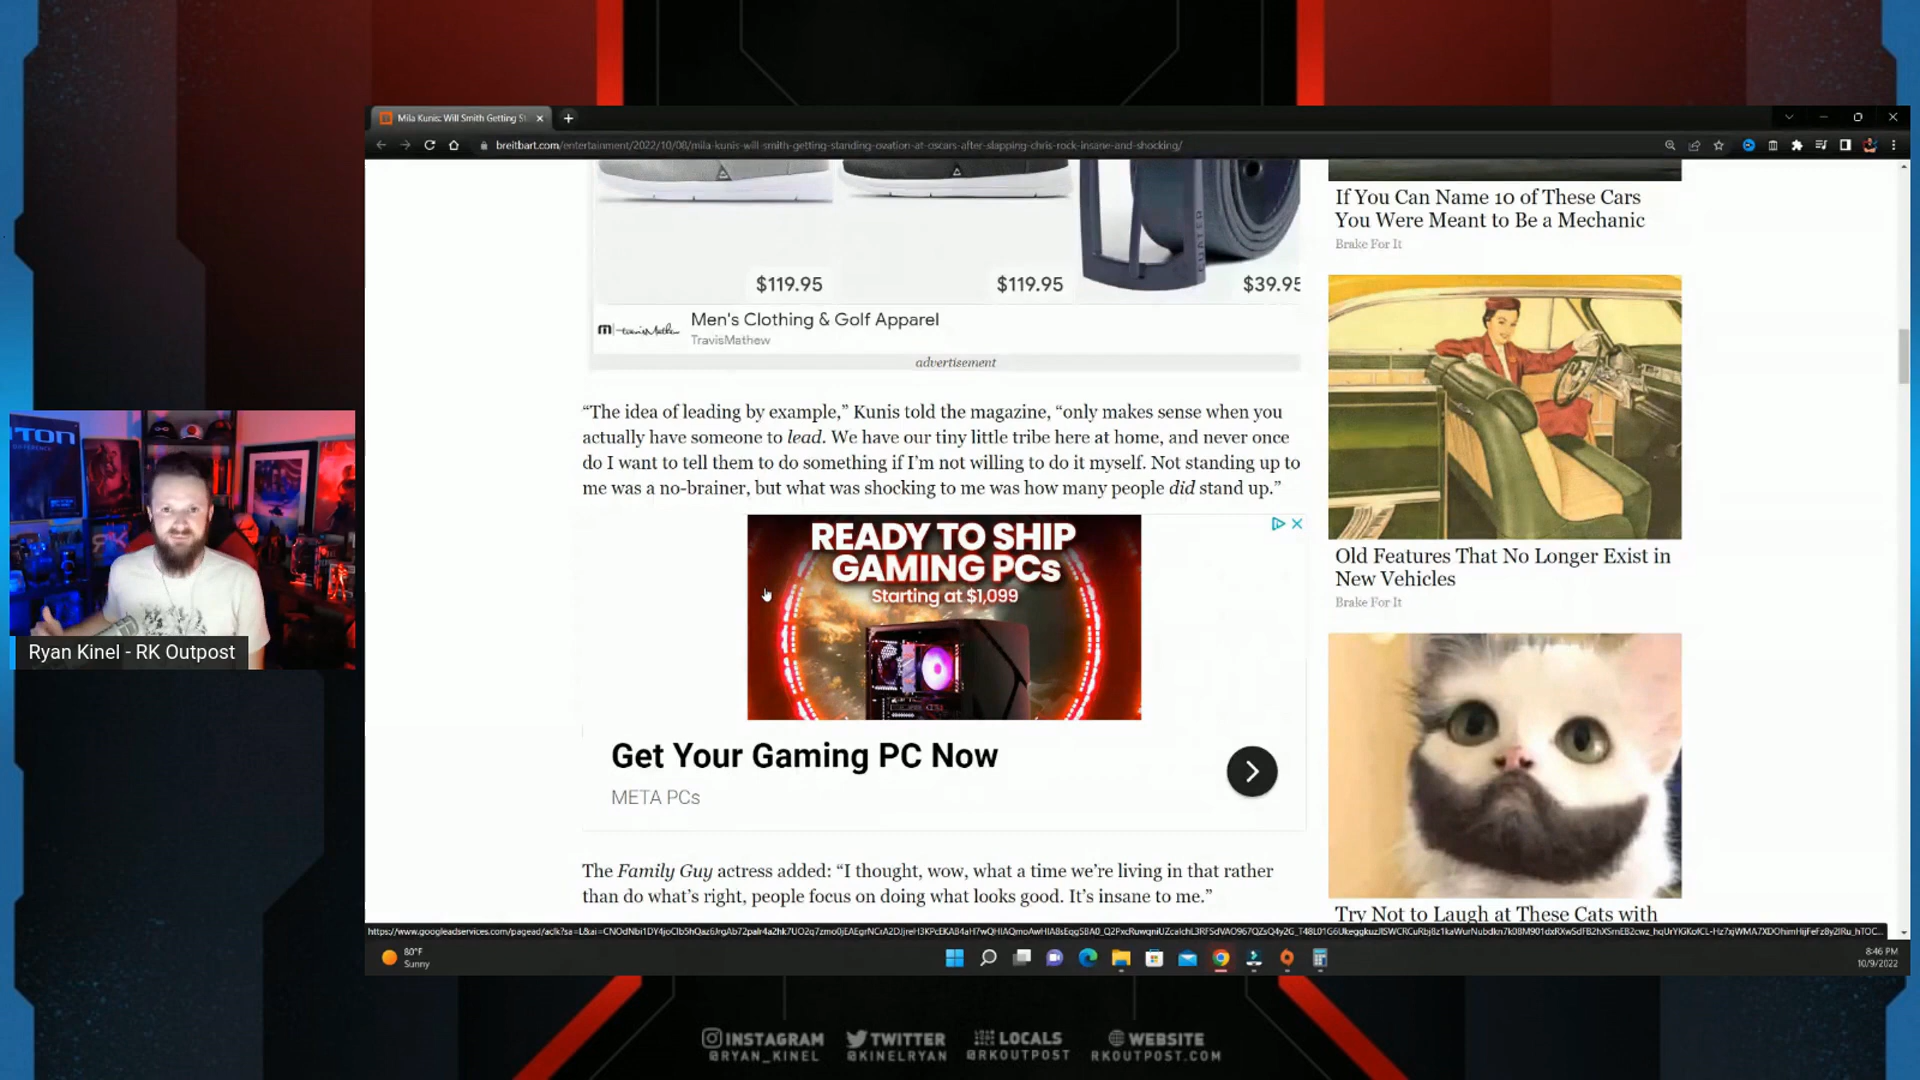 Mila Kunis: Will Smith Getting St
breitbart.com/entertainment/2022/10/08/mila-kunis-will-smith-getting-standing-ovation-at-oscars-after-slapping-chris-rock-insane-and-shocking/
$119.95
$119.95
$39.95
Men's Clothing & Golf Apparel
TravisMathew
advertisement
“The idea of leading by example,” Kunis told the magazine, “only makes sense when you
actually have someone to lead. We have our tiny little tribe here at home, and never once
do I want to tell them to do something if I’m not willing to do it myself. Not standing up to
me was a no-brainer, but what was shocking to me was how many people did stand up.”
READY TO SHIP
GAMING PCs
Starting at $1,099
Get Your Gaming PC Now
META PCs
The Family Guy actress added: “I thought, wow, what a time we’re living in that rather
than do what’s right, people focus on doing what looks good. It’s insane to me.”
If You Can Name 10 of These Cars
You Were Meant to Be a Mechanic
Brake For It
Old Features That No Longer Exist in
New Vehicles
Brake For It
Try Not to Laugh at These Cats with
TON
Ryan Kinel - RK Outpost
80°F
Sunny
8:46 PM
10/9/2022
INSTAGRAM
@RYAN_KINEL
TWITTER
@KINELRYAN
LOCALS
@RKOUTPOST
WEBSITE
RKOUTPOST.COM